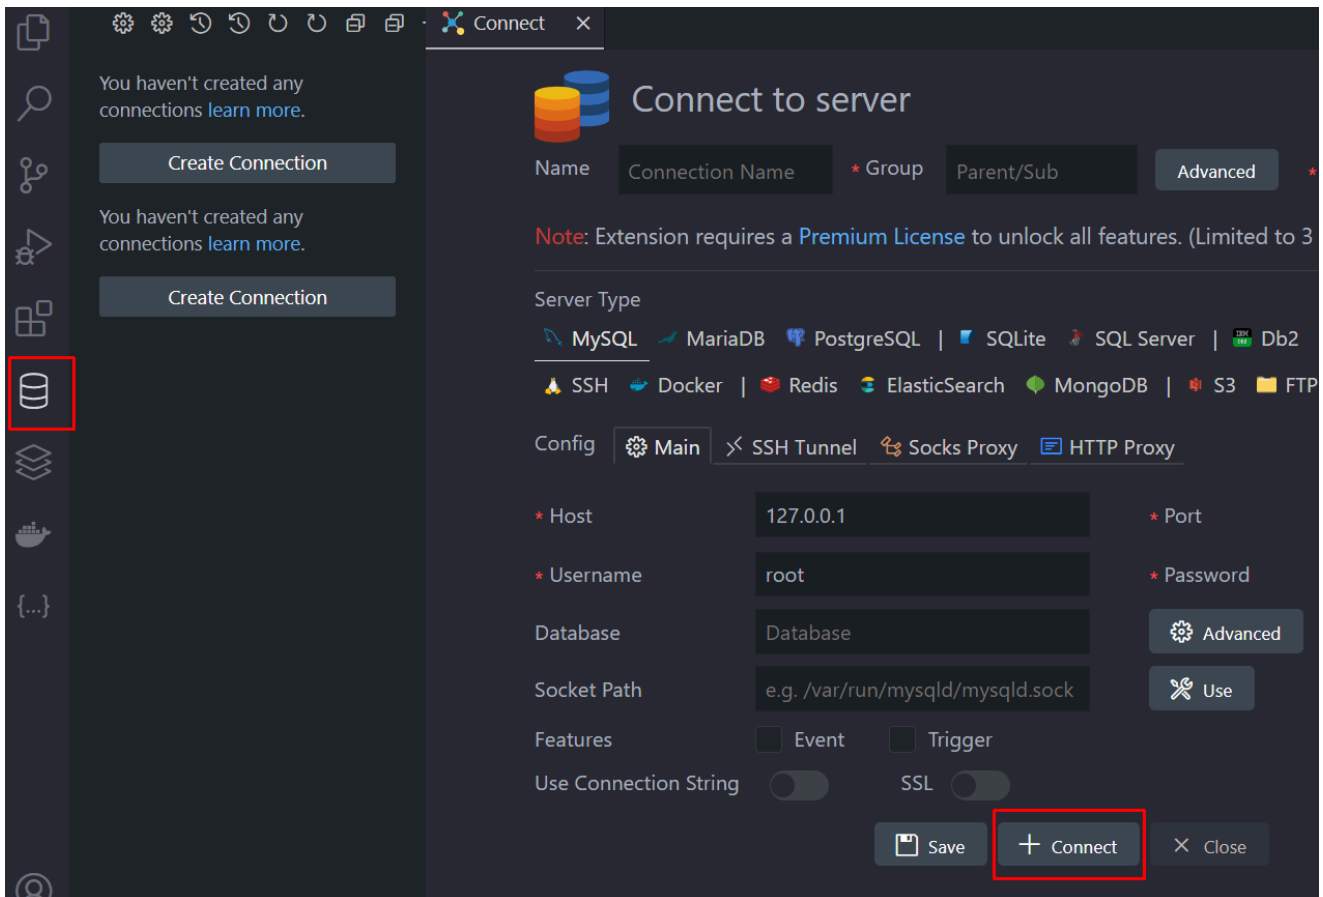 Connect
You haven't created any
connections learn more.
Create Connection
You haven't created any
connections learn more.
Create Connection
Connect to server
Name Connection Name * Group Parent/Sub Advanced *
Note: Extension requires a Premium License to unlock all features. (Limited to 3
Server Type
MySQL MariaDB PostgreSQL | SQLite SQL Server | Db2
SSH Docker | Redis ElasticSearch MongoDB | S3 FTP
Config Main SSH Tunnel Socks Proxy HTTP Proxy
* Host 127.0.0.1 * Port
* Username root * Password
Database Database Advanced
Socket Path e.g. /var/run/mysqld/mysqld.sock Use
Features Event Trigger
Use Connection String SSL
Save + Connect × Close